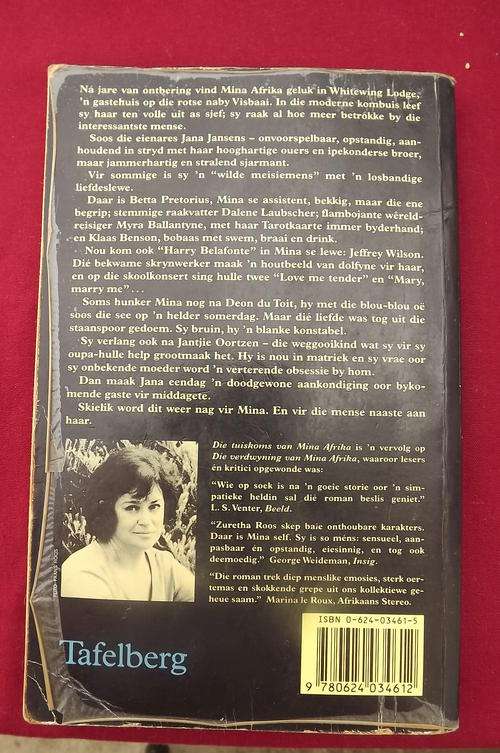 Ná jare van ontbering vind Mina Afrika geluk in Whitewing Lodge,
'n gastehuis op die rotse naby Visbaai. In die moderne kombuis leef
sy haar ten volle uit as sjef; sy raak al hoe meer betrokke by die
interessantste mense.
Soos die eienares Jana Jansens – onvoorspelbaar, opstandig, aan-
houdend in stryd met haar hooghartige ouers en ipekonderse broer,
maar jammerhartig en stralend sjarmant.
Vir sommige is sy 'n "wilde meisiemens" met 'n losbandige
liefdeslewe.
Daar is Betta Pretorius, Mina se assistent, bekkig, maar die ene
begrip; stemmige raakvatter Dalene Laubscher; flambojante wêreld-
reisiger Myra Ballantyne, met haar Tarotkaarte immer byderhand;
en Klaas Benson, bobaas met swem, braai en drink.
Nou kom ook "Harry Belafonte" in Mina se lewe: Jeffrey Wilson.
Dié bekwame skrynwerker maak 'n houtbeeld van dolfyne vir haar,
en op die skoolkonsert sing hulle twee "Love me tender" en "Mary,
marry me" . . .
Soms hunker Mina nog na Deon du Toit, hy met die blou-blou oë
soos die see op 'n helder somerdag. Maar dié liefde was tog uit die
staanspoor gedoem. Sy bruin, hy 'n blanke konstabel.
Sy verlang ook na Jantjie Oortzen – die weggooikind wat sy vir sy
oupa-hulle help grootmaak het. Hy is nou in matriek en sy vrae oor
sy onbekende moeder word 'n verterende obsessie by hom.
Dan maak Jana eendag 'n doodgewone aankondiging oor byko-
mende gaste vir middagete.
Skielik word dit weer nag vir Mina. En vir die mense naaste aan
haar.
Die tuiskoms van Mina Afrika is 'n vervolg op
Die verdwyning van Mina Afrika, waaroor lesers
én kritici opgewonde was:
"Wie op soek is na 'n goeie storie oor 'n sim-
patieke heldin sal dié roman beslis geniet."
L. S. Venter, Beeld.
"Zuretha Roos skep baie onthoubare karakters.
Daar is Mina self. Sy is so méns: sensueel, aan-
pasbaar én opstandig, eiesinnig, en tog ook
deemoedig." George Weideman, Insig.
"Die roman trek diep menslike emosies, sterk oer-
temas en skokkende grepe uit ons kollektiewe ge-
heue saam." Marina le Roux, Afrikaans Stereo.
Tafelberg
ISBN 0-624-03461-5
9 780624 034612